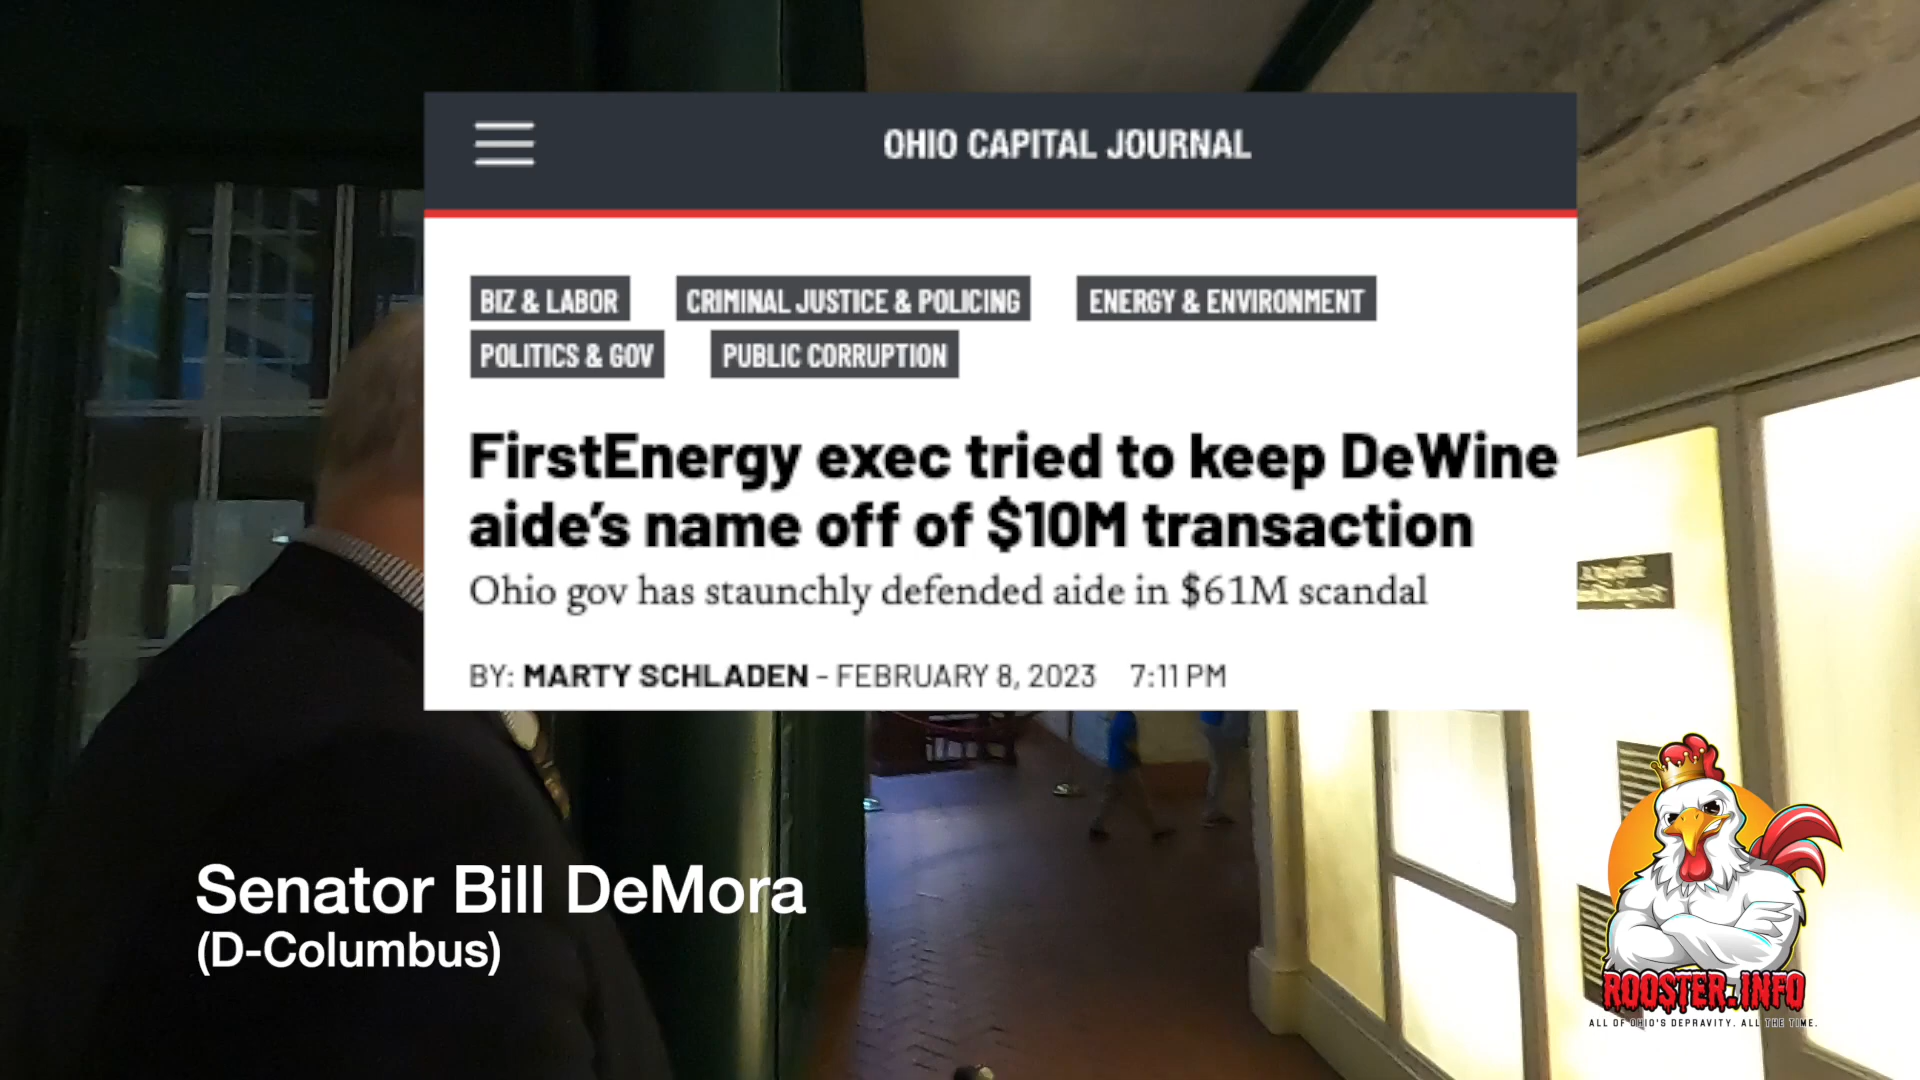 OHIO CAPITAL JOURNAL
BIZ & LABOR CRIMINAL JUSTICE & POLICING ENERGY & ENVIRONMENT
POLITICS & GOV PUBLIC CORRUPTION
FirstEnergy exec tried to keep DeWine
aide's name off of $10M transaction
Ohio gov has staunchly defended aide in $61M scandal
BY: MARTY SCHLADEN - FEBRUARY 8, 2023 7:11 PM
Senator Bill DeMora
(D-Columbus)
ROOSTER.INFO
ALL OF OHIO'S DEPRAVITY. ALL THE TIME.